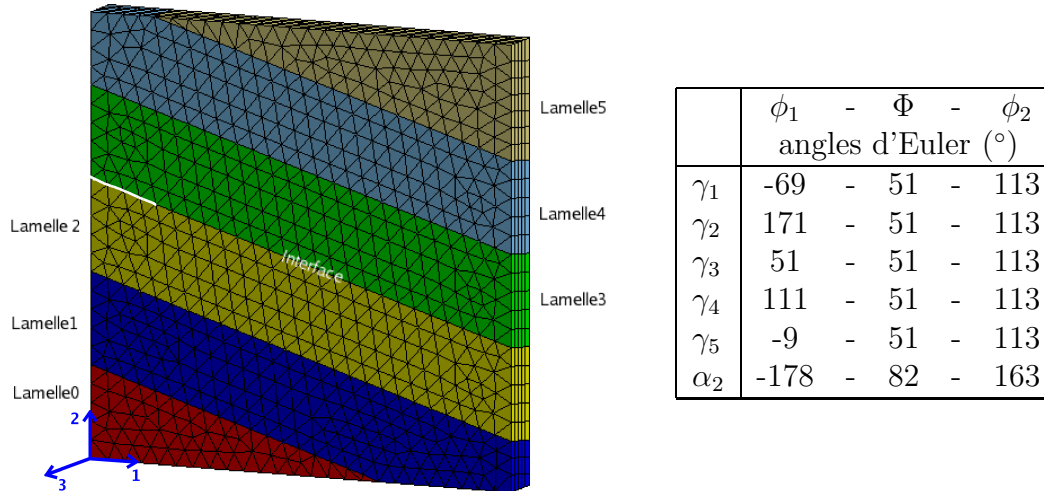 Lamelle5
Lamelle 2
Lamelle4
Interface
Lamelle3
Lamelle1
Lamelle0
2
1
3
ϕ₁ - Φ - ϕ₂
angles d'Euler (°)
γ₁ -69 - 51 - 113
γ₂ 171 - 51 - 113
γ₃ 51 - 51 - 113
γ₄ 111 - 51 - 113
γ₅ -9 - 51 - 113
α₂ -178 - 82 - 163